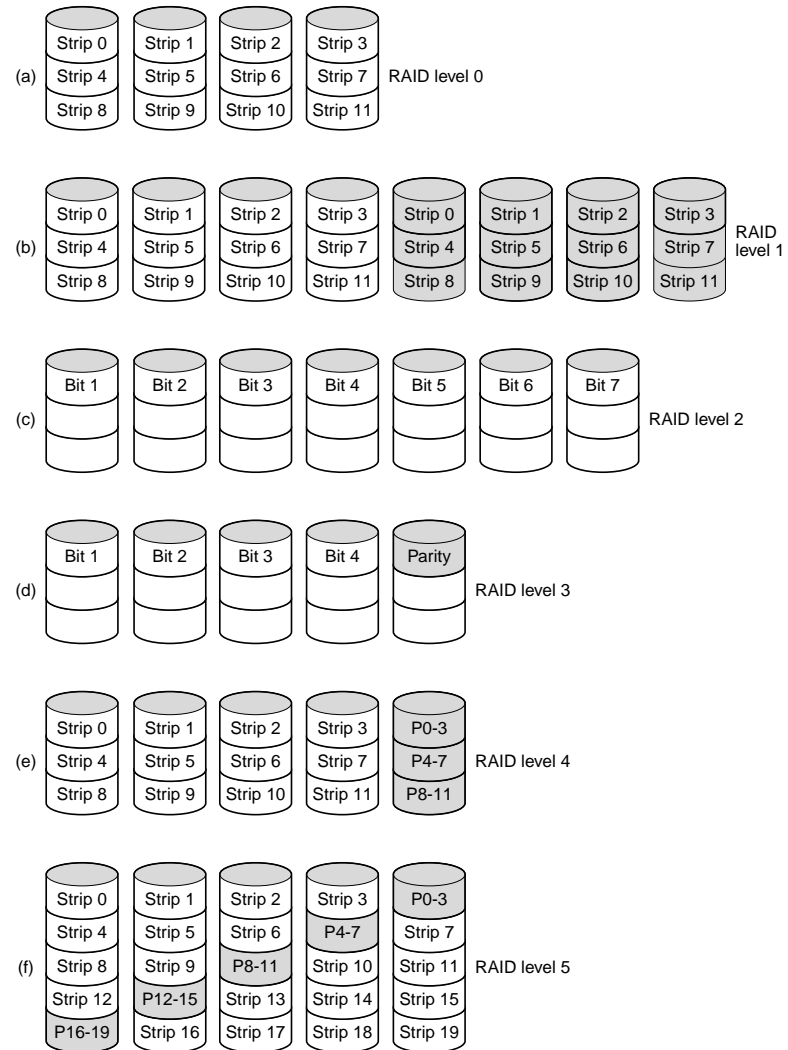 Strip 0 Strip 1 Strip 2 Strip 3
(a) Strip 4 Strip 5 Strip 6 Strip 7 RAID level 0
Strip 8 Strip 9 Strip 10 Strip 11
Strip 0 Strip 1 Strip 2 Strip 3 Strip 0 Strip 1 Strip 2 Strip 3
(b) Strip 4 Strip 5 Strip 6 Strip 7 Strip 4 Strip 5 Strip 6 Strip 7 RAID level 1
Strip 8 Strip 9 Strip 10 Strip 11 Strip 8 Strip 9 Strip 10 Strip 11
Bit 1 Bit 2 Bit 3 Bit 4 Bit 5 Bit 6 Bit 7
(c) RAID level 2
Bit 1 Bit 2 Bit 3 Bit 4 Parity
(d) RAID level 3
Strip 0 Strip 1 Strip 2 Strip 3 P0-3
(e) Strip 4 Strip 5 Strip 6 Strip 7 P4-7 RAID level 4
Strip 8 Strip 9 Strip 10 Strip 11 P8-11
Strip 0 Strip 1 Strip 2 Strip 3 P0-3
Strip 4 Strip 5 Strip 6 P4-7 Strip 7
(f) Strip 8 Strip 9 P8-11 Strip 10 Strip 11 RAID level 5
Strip 12 P12-15 Strip 13 Strip 14 Strip 15
P16-19 Strip 16 Strip 17 Strip 18 Strip 19